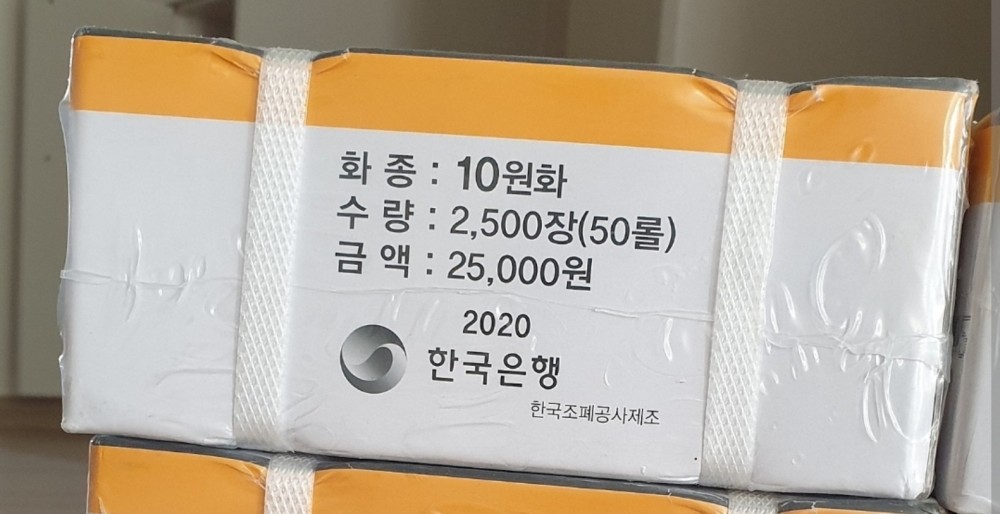 화 종 : 10원화
수 량 : 2,500장(50롤)
금 액 : 25,000원
2020
한국은행
한국조폐공사제조